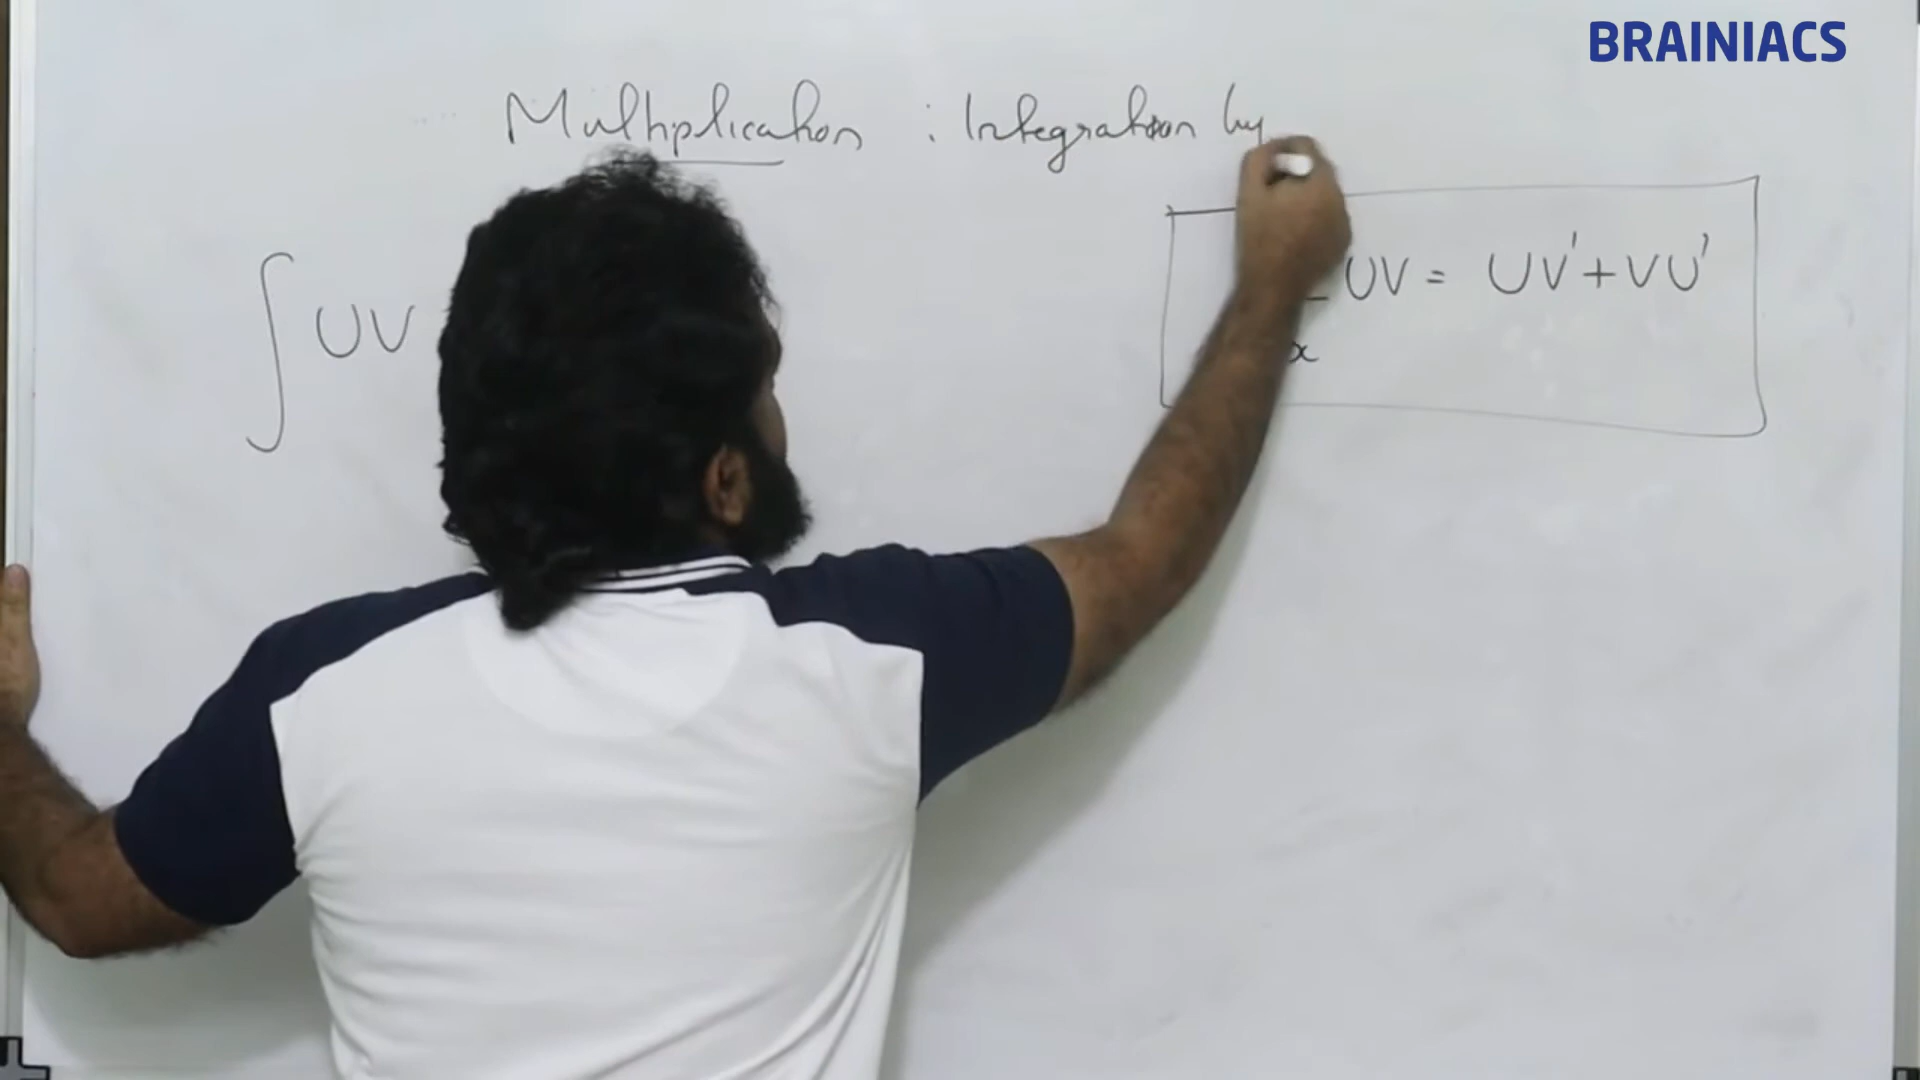 BRAINIACS
Multiplication : Integration by
∫ UV
UV = UV' + VU'
x